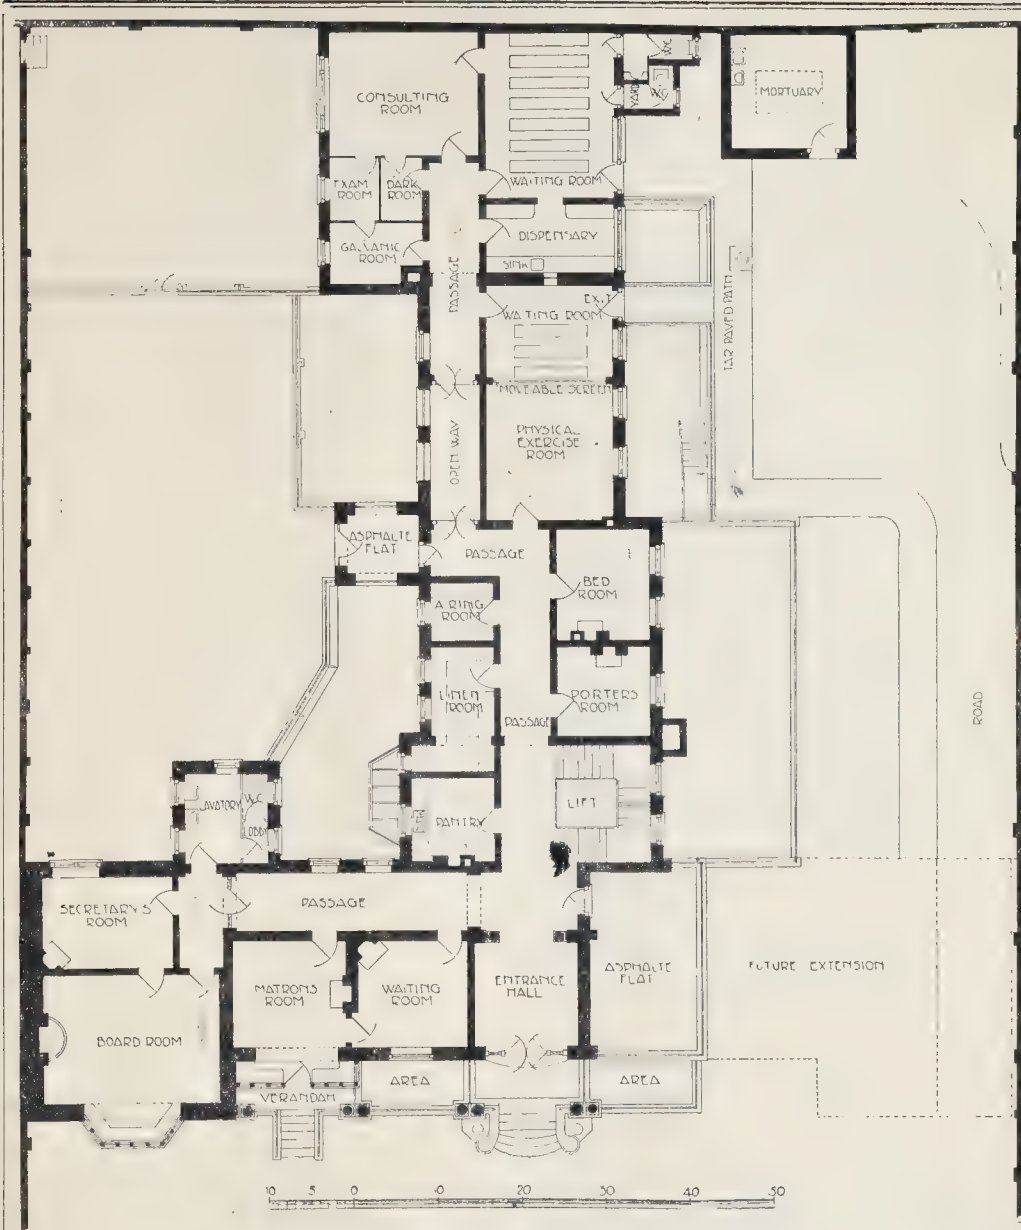 CONSULTING
ROOM
WC
YARD
W.C.
MORTUARY
EXAM
ROOM
DARK
ROOM
WAITING ROOM
GALVANIC
ROOM
DISPENSARY
SINK
PASSAGE
EXIT
WAITING ROOM
TAR PAVED PATH
MOVEABLE SCREEN
PHYSICAL
EXERCISE
ROOM
OPEN WAY
ASPHALTE
FLAT
PASSAGE
BED
ROOM
AIRING
ROOM
LINEN
ROOM
PORTERS
ROOM
PASSAGE
ROAD
LAVATORY
W.C
LOBBY
PANTRY
LIFT
SECRETARY'S
ROOM
PASSAGE
MATRONS
ROOM
WAITING
ROOM
ENTRANCE
HALL
ASPHALTE
FLAT
FUTURE EXTENSION
BOARD ROOM
VERANDAH
AREA
AREA
10 5 0 10 20 30 40 50